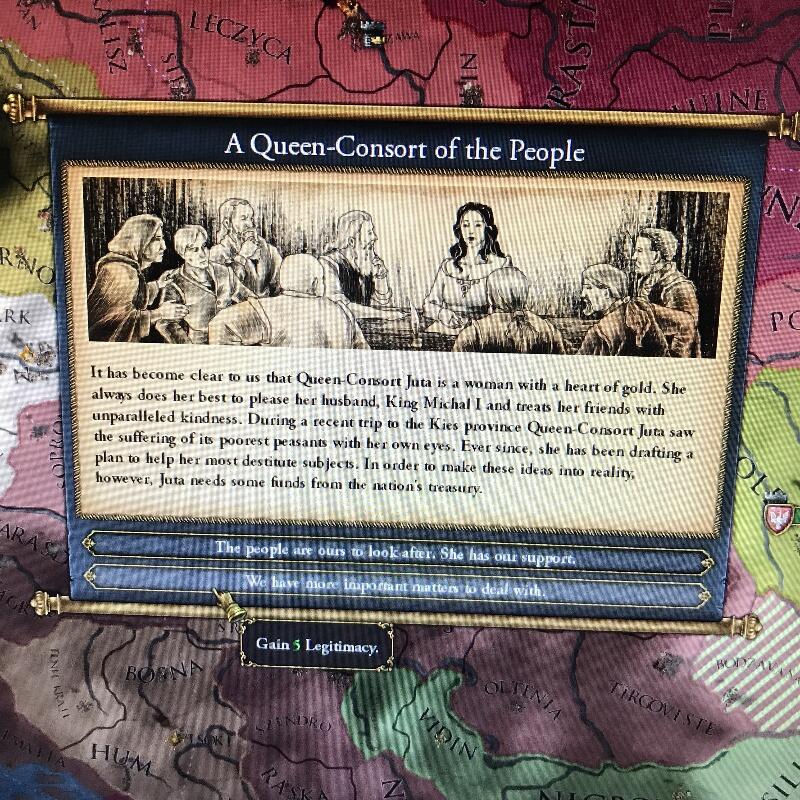 LECZYCA
A Queen-Consort of the People
It has become clear to us that Queen-Consort Juta is a woman with a heart of gold. She
always does her best to please her husband, King Michal I and treats her friends with
unparalleled kindness. During a recent trip to the Kies province Queen-Consort Juta saw
the suffering of its poorest peasants with her own eyes. Ever since, she has been drafting a
plan to help her most destitute subjects. In order to make these ideas into reality,
however, Juta needs some funds from the nation's treasury.
The people are ours to look after. She has our support.
We have more important matters to deal with.
Gain 5 Legitimacy.
BOSNA
OLTENIA
TIRGOVISTE
VIDIN
HUM
RASKA